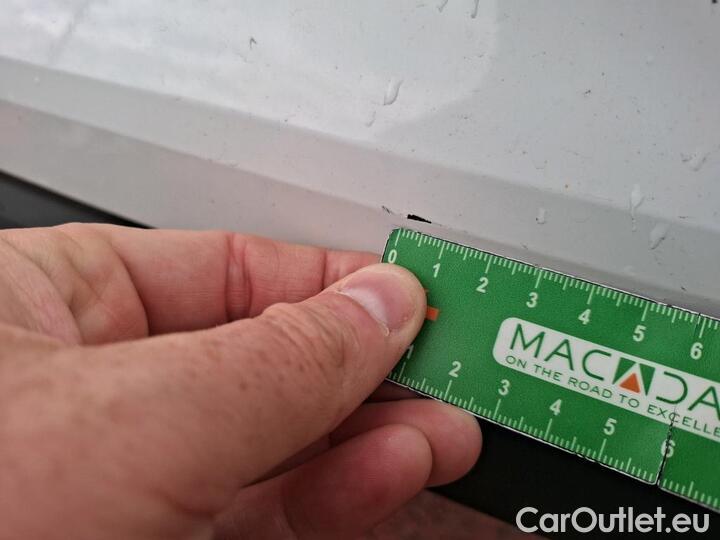 0 1 2 3 4 5 6
MACADA
ON THE ROAD TO EXCELLE
1 2 3 4 5 6
CarOutlet.eu